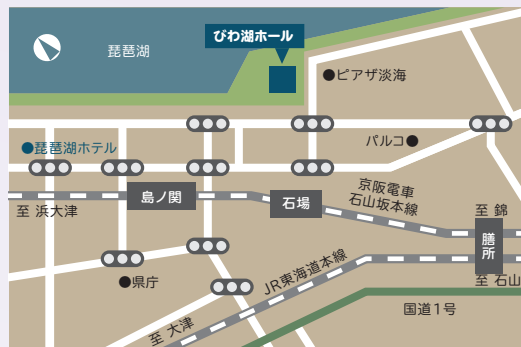 びわ湖ホール
琵琶湖
●ピアザ淡海
パルコ●
●琵琶湖ホテル
島ノ関
石場
京阪電車
石山坂本線
至 浜大津
至 錦
膳所
至 石山
●県庁
JR東海道本線
国道1号
至 大津